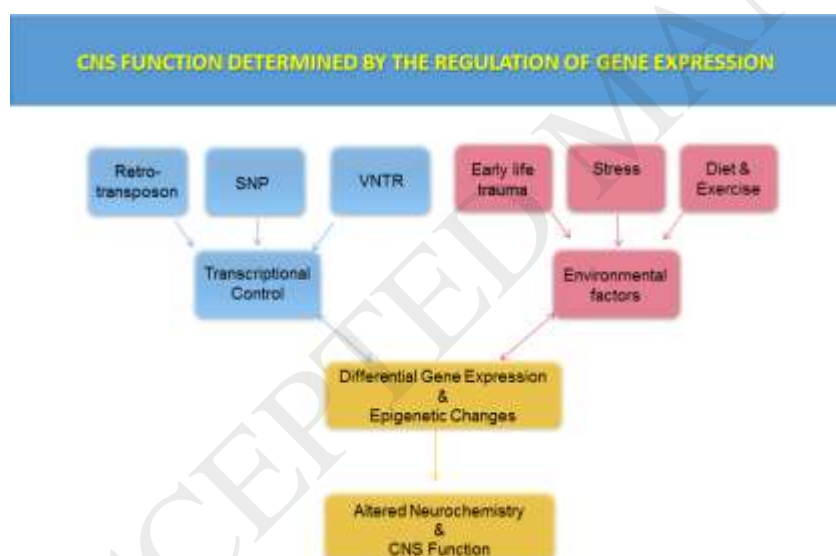 CNS FUNCTION DETERMINED BY THE REGULATION OF GENE EXPRESSION
Retro-
transposon
SNP
VNTR
Early life
trauma
Stress
Diet &
Exercise
Transcriptional
Control
Environmental
factors
Differential Gene Expression
&
Epigenetic Changes
Altered Neurochemistry
&
CNS Function
CEPTED MA